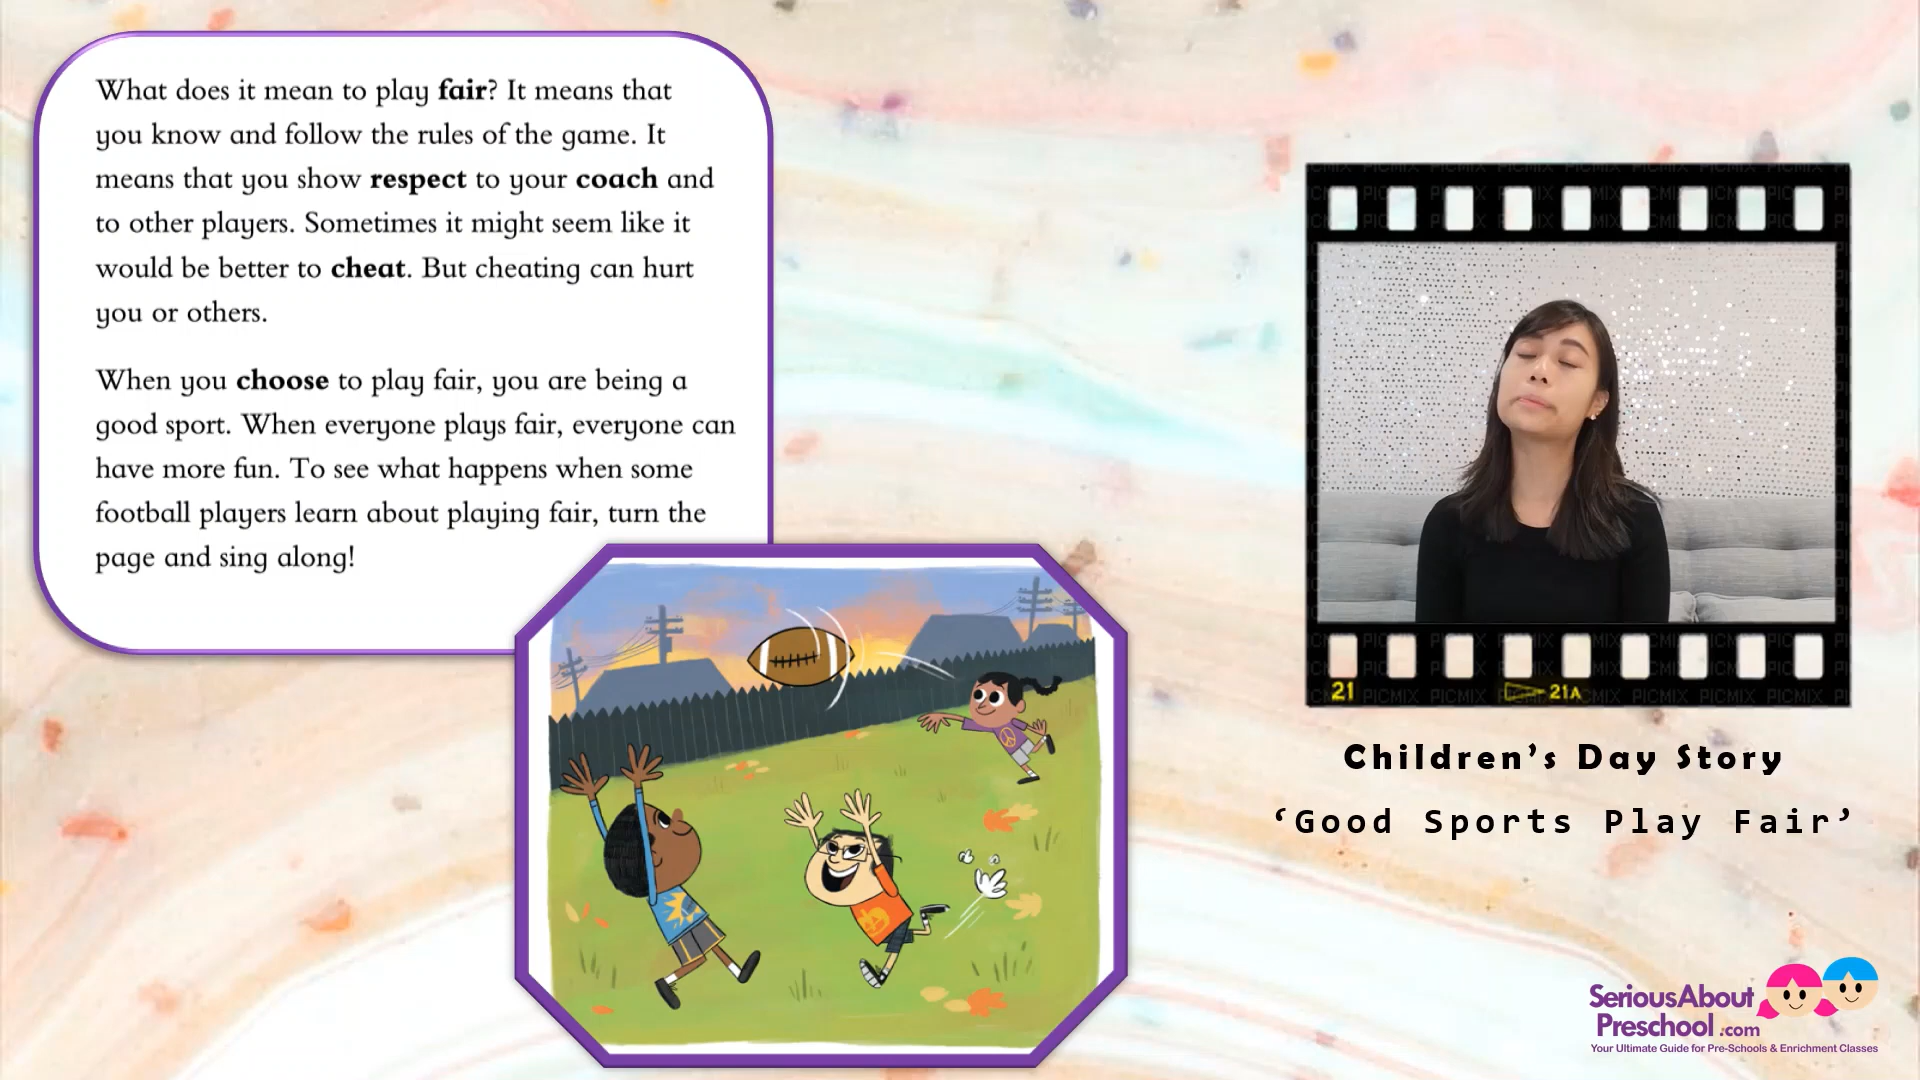 What does it mean to play fair? It means that
you know and follow the rules of the game. It
means that you show respect to your coach and
to other players. Sometimes it might seem like it
would be better to cheat. But cheating can hurt
you or others.
When you choose to play fair, you are being a
good sport. When everyone plays fair, everyone can
have more fun. To see what happens when some
football players learn about playing fair, turn the
page and sing along!
21
21A
PICMIX PICMIX PICMIX
Children's Day Story
‘Good Sports Play Fair’
SeriousAbout
Preschool.com
Your Ultimate Guide for Pre-Schools & Enrichment Classes